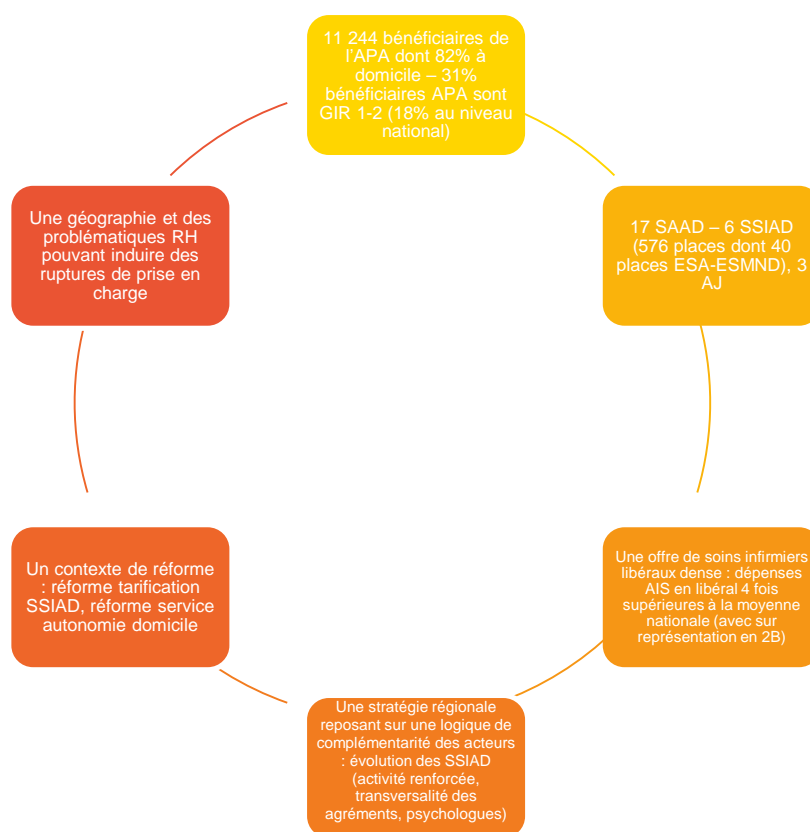 11 244 bénéficiaires de
l'APA dont 82% à
domicile – 31%
bénéficiaires APA sont
GIR 1-2 (18% au niveau
national)
17 SAAD – 6 SSIAD
(576 places dont 40
places ESA-ESMND), 3
AJ
Une offre de soins infirmiers
libéraux dense : dépenses
AIS en libéral 4 fois
supérieures à la moyenne
nationale (avec sur
représentation en 2B)
Une stratégie régionale
reposant sur une logique de
complémentarité des acteurs
: évolution des SSIAD
(activité renforcée,
transversalité des
agréments, psychologues)
Un contexte de réforme
: réforme tarification
SSIAD, réforme service
autonomie domicile
Une géographie et des
problématiques RH
pouvant induire des
ruptures de prise en
charge